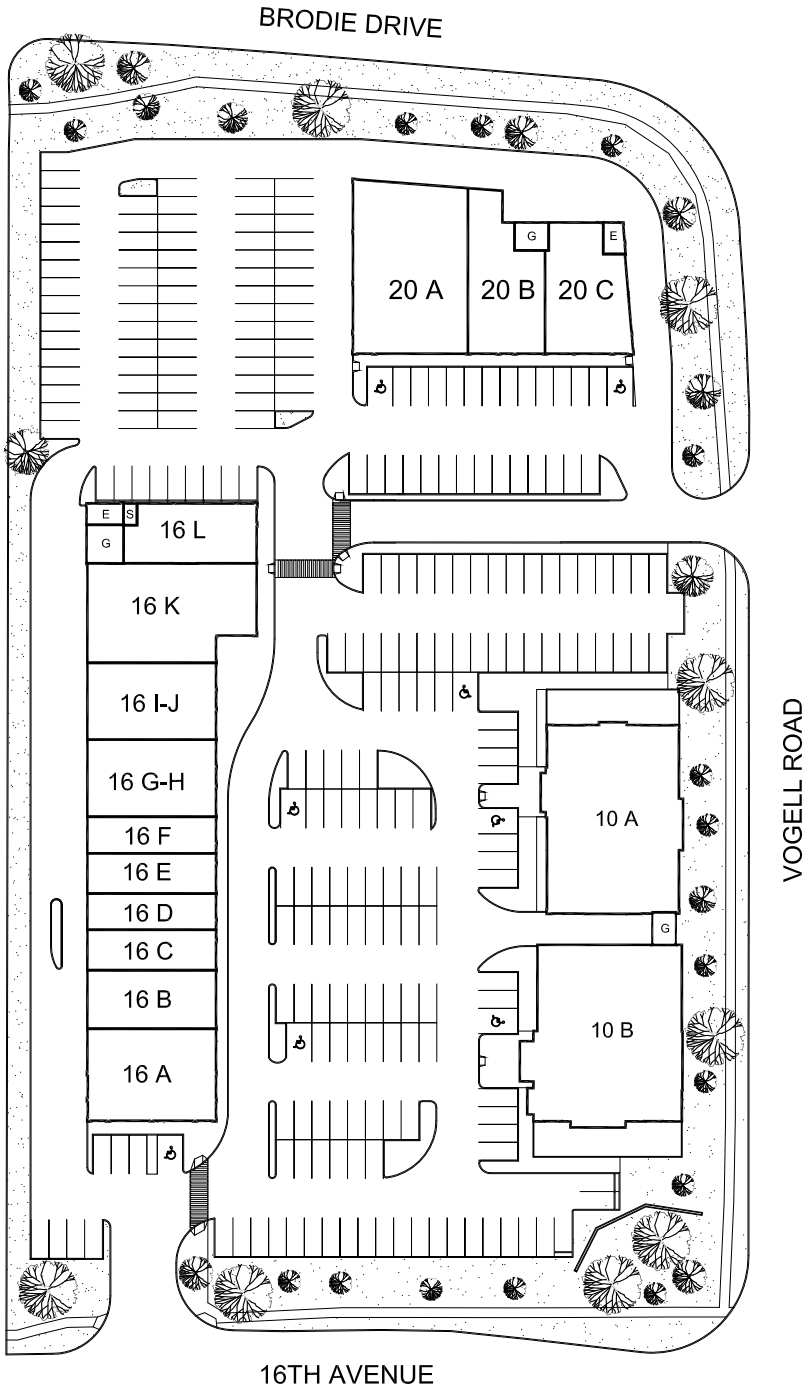 BRODIE DRIVE
G
E
20 A
20 B
20 C
E
S
16 L
G
16 K
16 I-J
16 G-H
16 F
16 E
16 D
16 C
16 B
16 A
10 A
G
10 B
VOGELL ROAD
16TH AVENUE